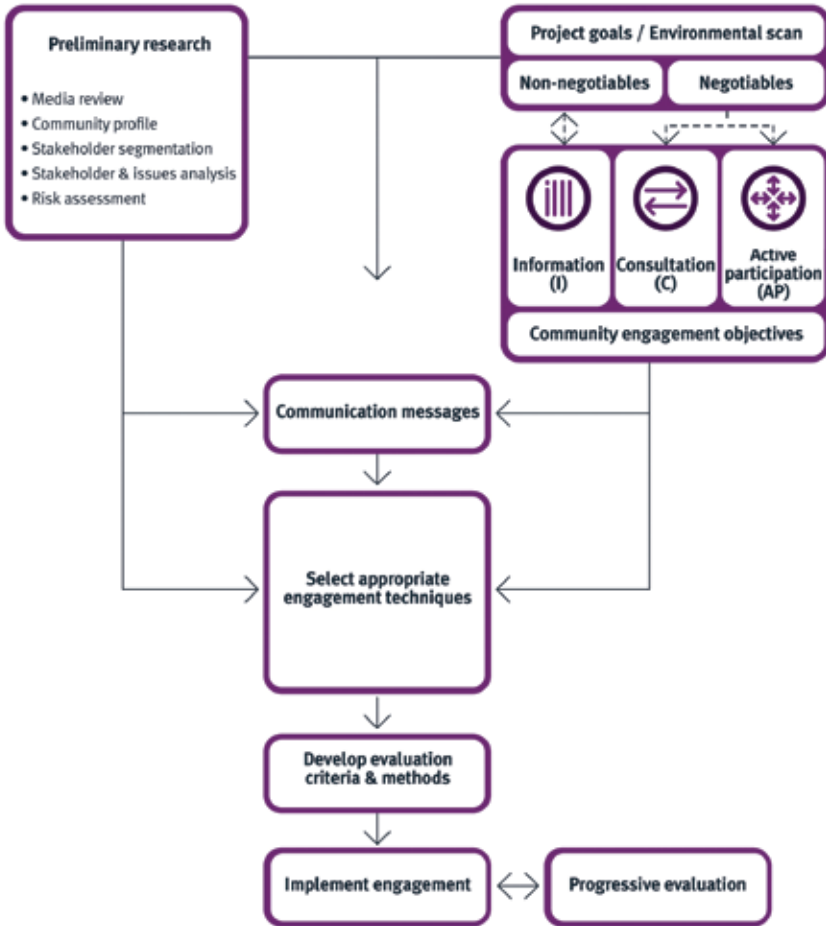 Preliminary research
• Media review
• Community profile
• Stakeholder segmentation
• Stakeholder & issues analysis
• Risk assessment
Project goals / Environmental scan
Non-negotiables
Negotiables
Information
(I)
Consultation
(C)
Active
participation
(AP)
Community engagement objectives
Communication messages
Select appropriate
engagement techniques
Develop evaluation
criteria & methods
Implement engagement
Progressive evaluation